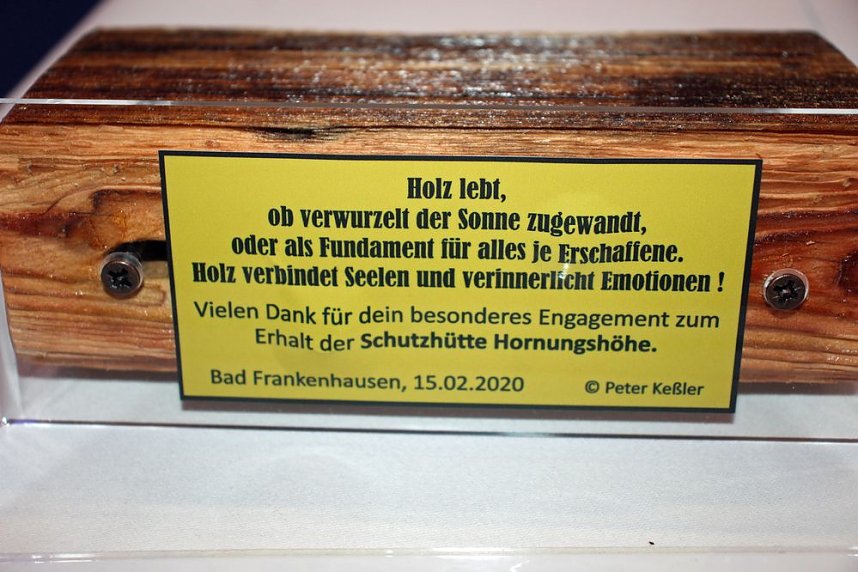 Holz lebt,
ob verwurzelt der Sonne zugewandt,
oder als Fundament für alles je Erschaffene.
Holz verbindet Seelen und verinnerlicht Emotionen !
Vielen Dank für dein besonderes Engagement zum
Erhalt der Schutzhütte Hornungshöhe.
Bad Frankenhausen, 15.02.2020 © Peter Keßler